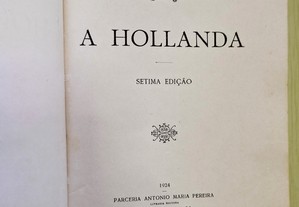 A HOLLANDA
SETIMA EDIÇÃO
1924
PARCERIA ANTONIO MARIA PEREIRA